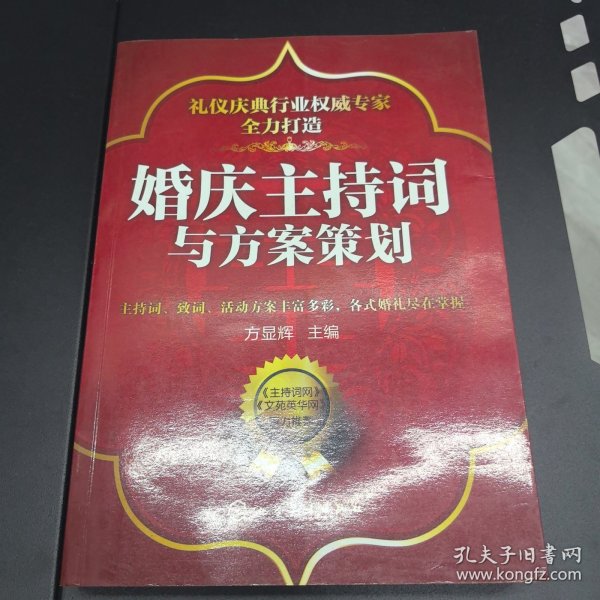 礼仪庆典行业权威专家
全力打造
婚庆主持词
与方案策划
主持词、致词、活动方案丰富多彩，各式婚礼尽在掌握
方显辉 主编
《主持词网》
《文苑英华网》
孔夫子旧书网
www.kongfz.com